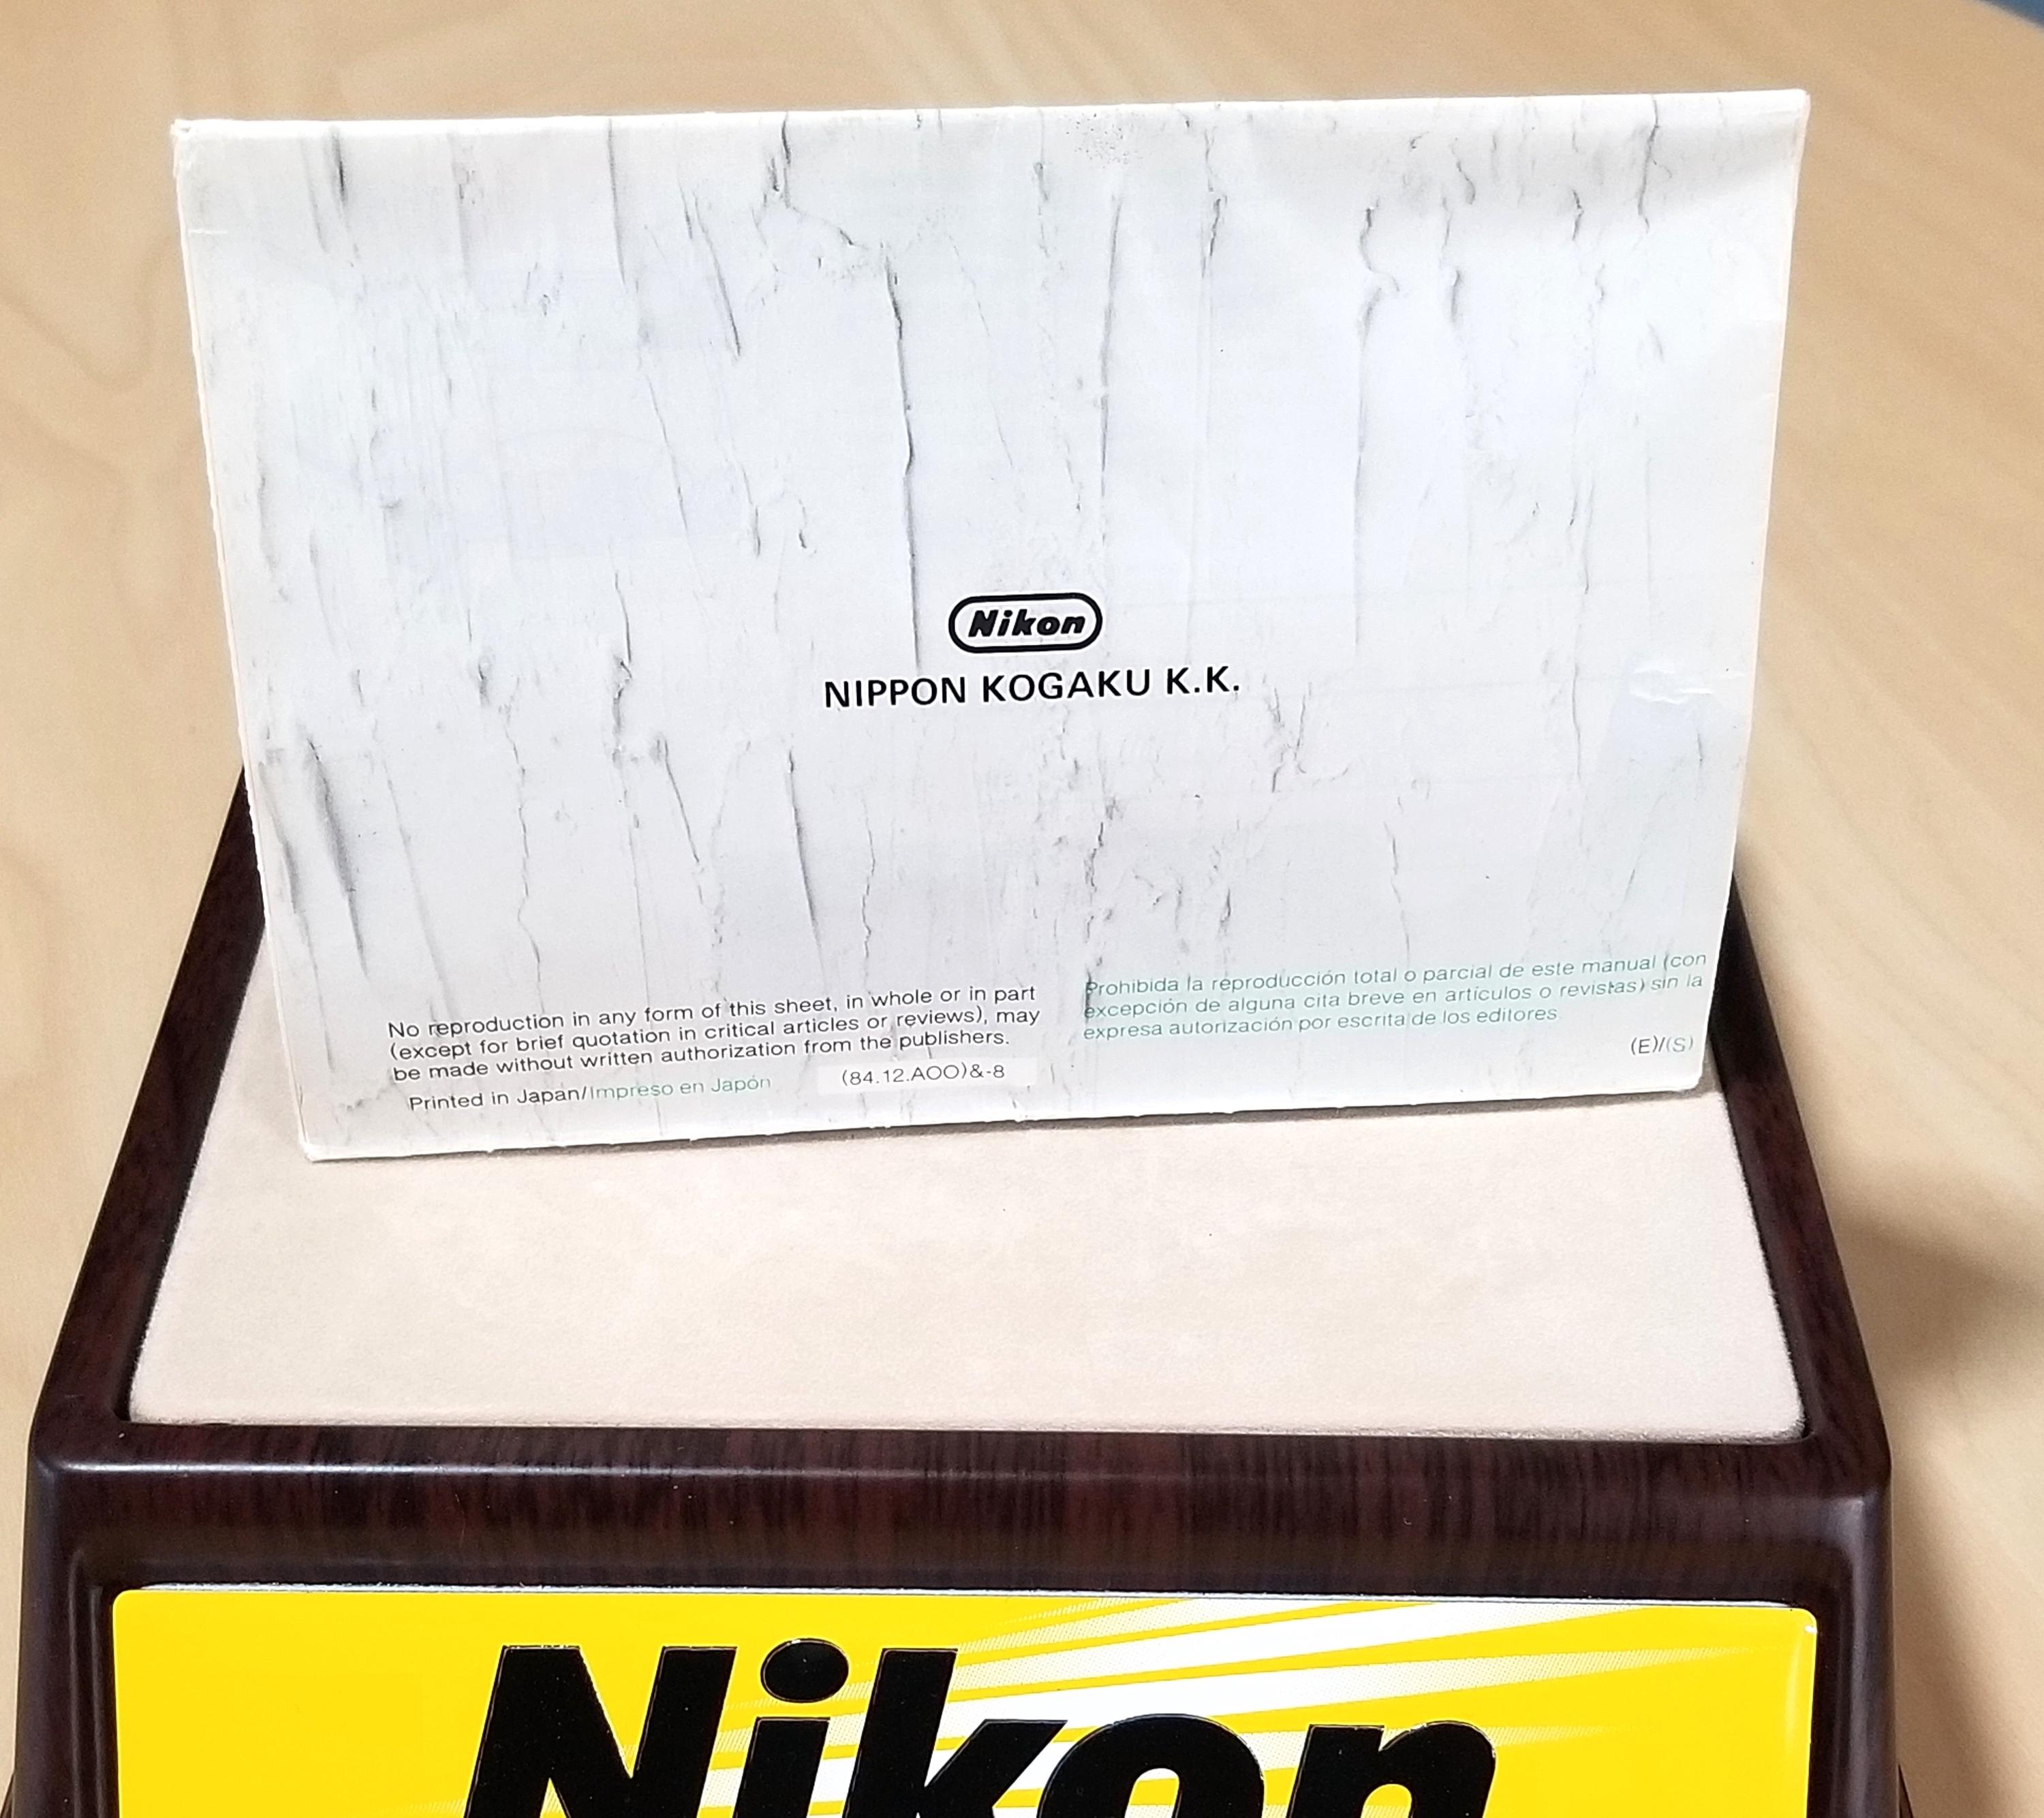 Nikon
NIPPON KOGAKU K.K.
No reproduction in any form of this sheet, in whole or in part
(except for brief quotation in critical articles or reviews), may
be made without written authorization from the publishers.
Printed in Japan/Impreso en Japón
(84.12.AOO)&-8
Prohibida la reproducción total o parcial de este manual (con
excepción de alguna cita breve en artículos o revistas) sin la
expresa autorización por escrita de los editores
(E)/(S)
Nikon